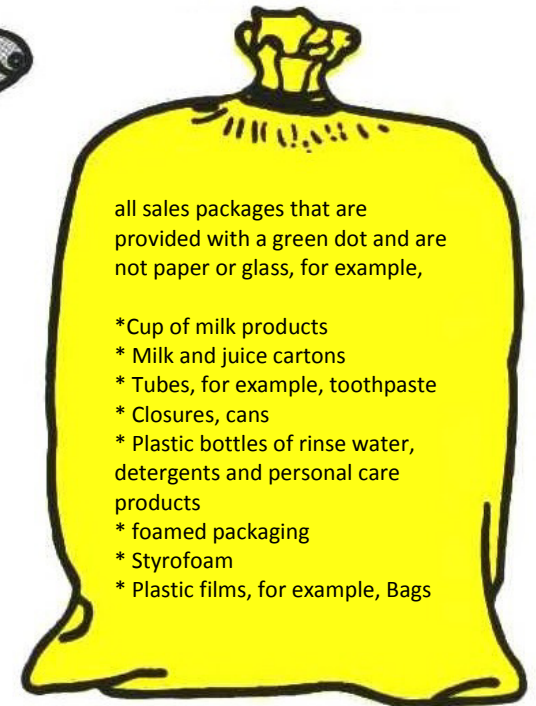 all sales packages that are
provided with a green dot and are
not paper or glass, for example,
*Cup of milk products
* Milk and juice cartons
* Tubes, for example, toothpaste
* Closures, cans
* Plastic bottles of rinse water,
detergents and personal care
products
* foamed packaging
* Styrofoam
* Plastic films, for example, Bags